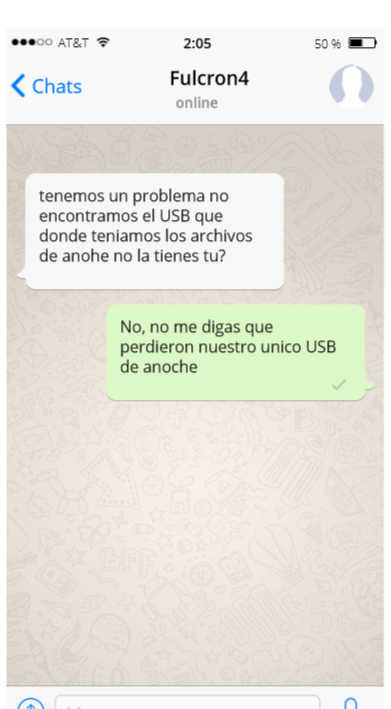 AT&T 2:05 50 %
Chats Fulcron4
online
tenemos un problema no
encontramos el USB que
donde teniamos los archivos
de anohe no la tienes tu?
No, no me digas que
perdieron nuestro unico USB
de anoche
BFF